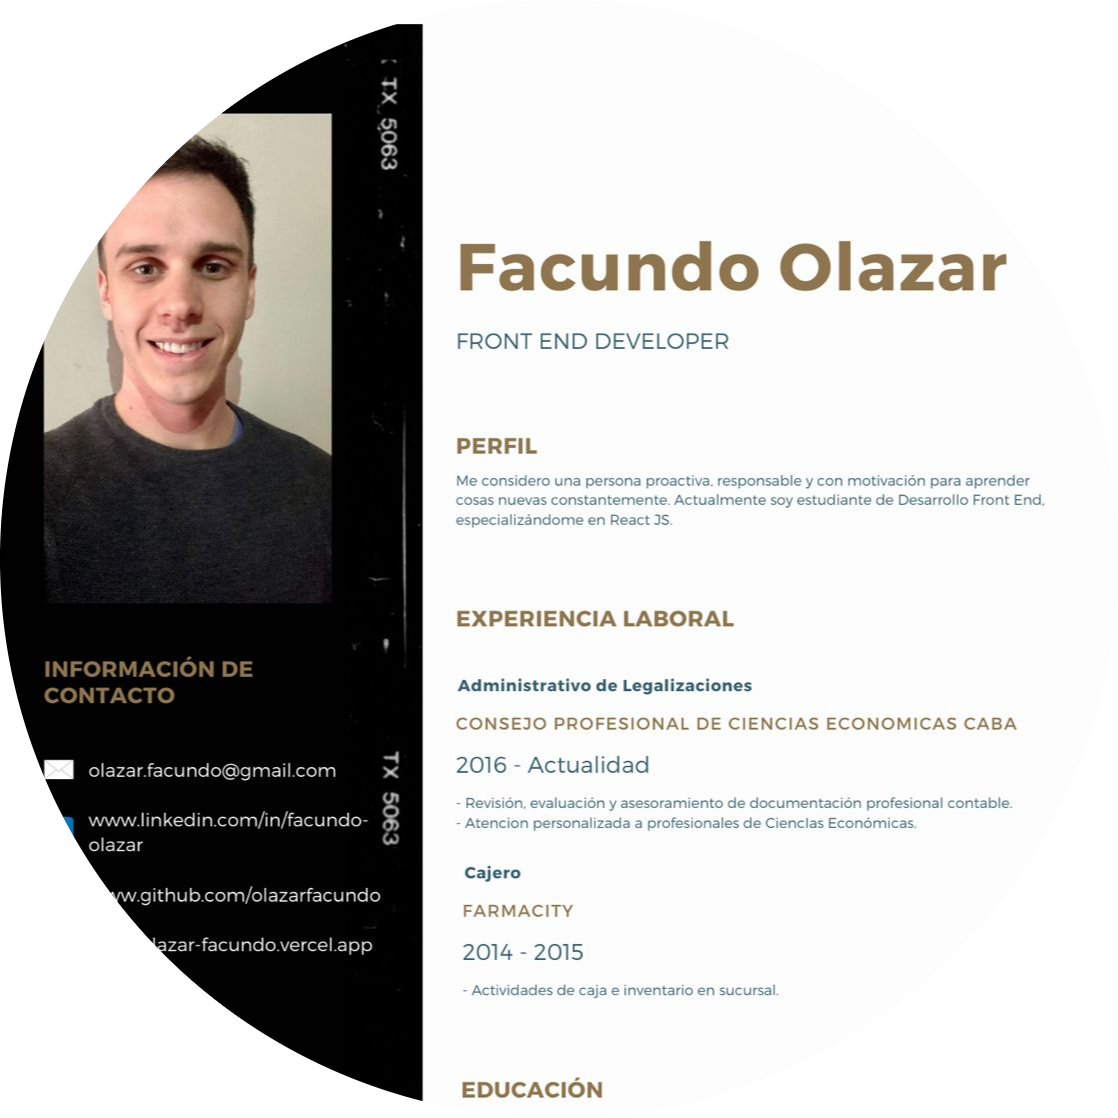 TX 5063
INFORMACIÓN DE
CONTACTO
olazar.facundo@gmail.com
www.linkedin.com/in/facundo-
olazar
ww.github.com/olazarfacundo
lazar-facundo.vercel.app
TX 5063
Facundo Olazar
FRONT END DEVELOPER
PERFIL
Me considero una persona proactiva, responsable y con motivación para aprender
cosas nuevas constantemente. Actualmente soy estudiante de Desarrollo Front End,
especializándome en React JS.
EXPERIENCIA LABORAL
Administrativo de Legalizaciones
CONSEJO PROFESIONAL DE CIENCIAS ECONOMICAS CABA
2016 - Actualidad
- Revisión, evaluación y asesoramiento de documentación profesional contable.
- Atencion personalizada a profesionales de Ciencias Económicas.
Cajero
FARMACITY
2014 - 2015
- Actividades de caja e inventario en sucursal.
EDUCACIÓN